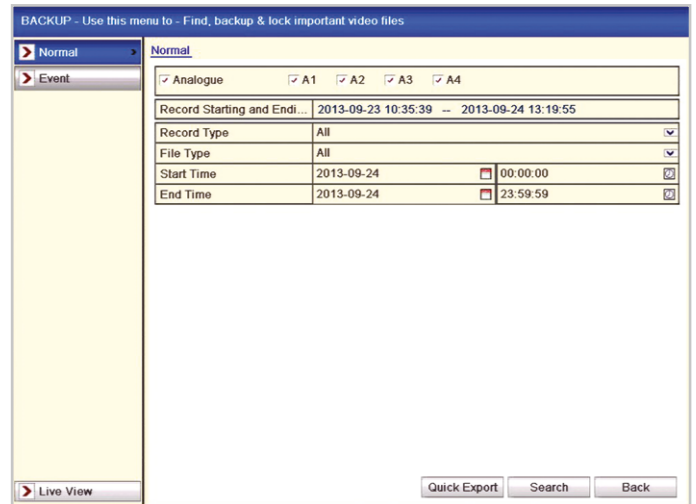 BACKUP - Use this menu to - Find, backup & lock important video files
Normal
Event
Normal
Analogue A1 A2 A3 A4
Record Starting and Endi... 2013-09-23 10:35:39 -- 2013-09-24 13:19:55
Record Type All
File Type All
Start Time 2013-09-24 00:00:00
End Time 2013-09-24 23:59:59
Live View
Quick Export Search Back